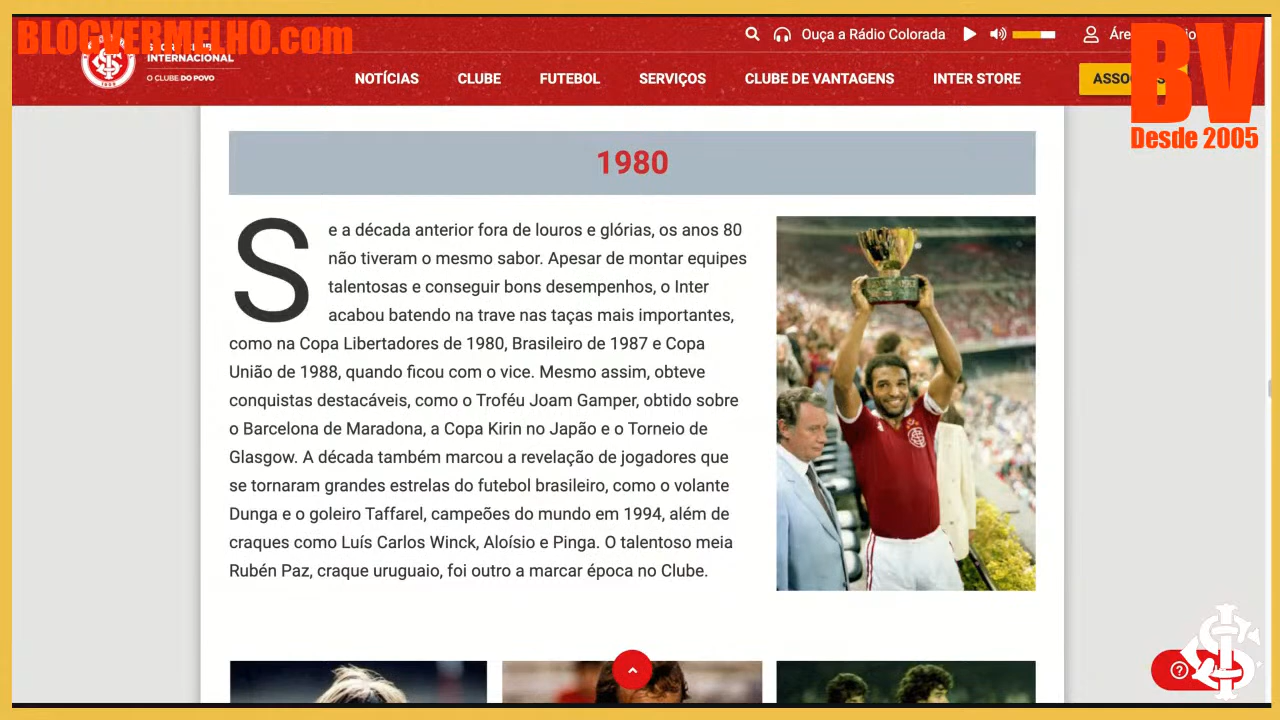 BLOGVERMELHO.com
INTERNACIONAL
O CLUBE DO POVO
Ouça a Rádio Colorada
BV
Desde 2005
NOTÍCIAS CLUBE FUTEBOL SERVIÇOS CLUBE DE VANTAGENS INTER STORE
1980
Se a década anterior fora de louros e glórias, os anos 80
não tiveram o mesmo sabor. Apesar de montar equipes
talentosas e conseguir bons desempenhos, o Inter
acabou batendo na trave nas taças mais importantes,
como na Copa Libertadores de 1980, Brasileiro de 1987 e Copa
União de 1988, quando ficou com o vice. Mesmo assim, obteve
conquistas destacáveis, como o Troféu Joam Gamper, obtido sobre
o Barcelona de Maradona, a Copa Kirin no Japão e o Torneio de
Glasgow. A década também marcou a revelação de jogadores que
se tornaram grandes estrelas do futebol brasileiro, como o volante
Dunga e o goleiro Taffarel, campeões do mundo em 1994, além de
craques como Luís Carlos Winck, Aloísio e Pinga. O talentoso meia
Rubén Paz, craque uruguaio, foi outro a marcar época no Clube.